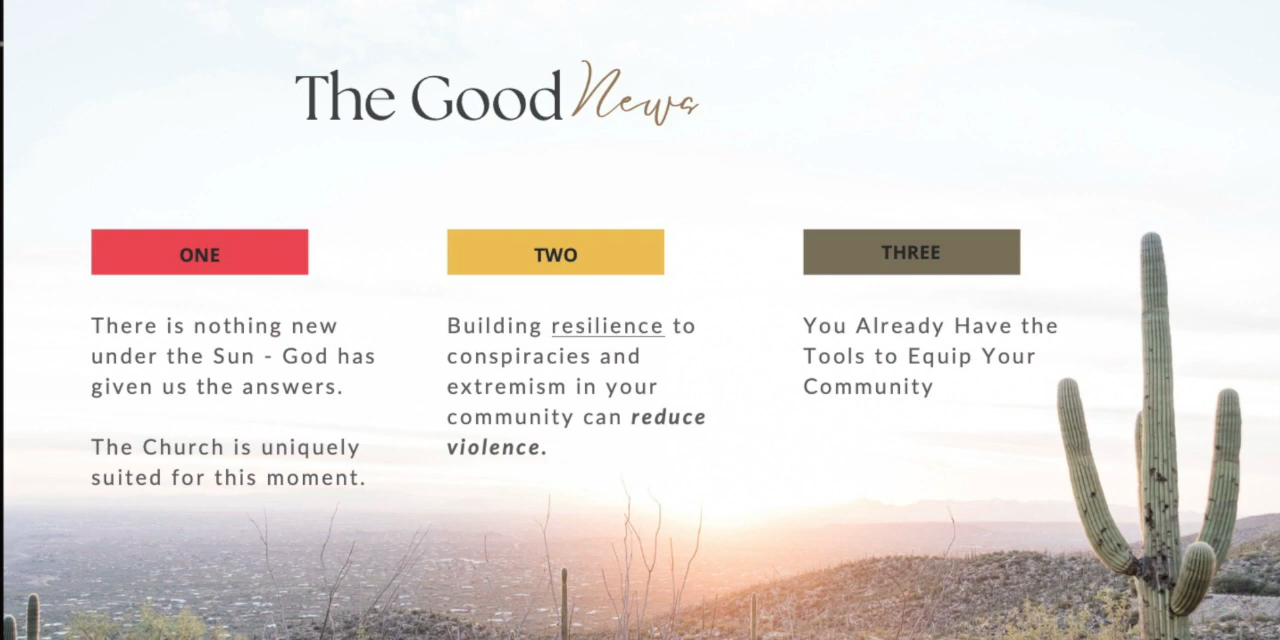 The Good News
ONE
There is nothing new
under the Sun - God has
given us the answers.
The Church is uniquely
suited for this moment.
TWO
Building resilience to
conspiracies and
extremism in your
community can reduce
violence.
THREE
You Already Have the
Tools to Equip Your
Community